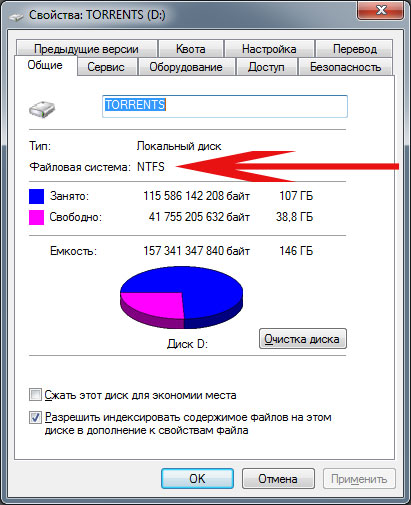 Свойства: TORRENTS (D:)
Предыдущие версии Квота Настройка Перевод
Общие Сервис Оборудование Доступ Безопасность
TORRENTS
Тип: Локальный диск
Файловая система: NTFS
Занято: 115 586 142 208 байт 107 ГБ
Свободно: 41 755 205 632 байт 38,8 ГБ
Емкость: 157 341 347 840 байт 146 ГБ
Диск D: Очистка диска
Сжать этот диск для экономии места
Разрешить индексировать содержимое файлов на этом
диске в дополнение к свойствам файла
OK Отмена Применить